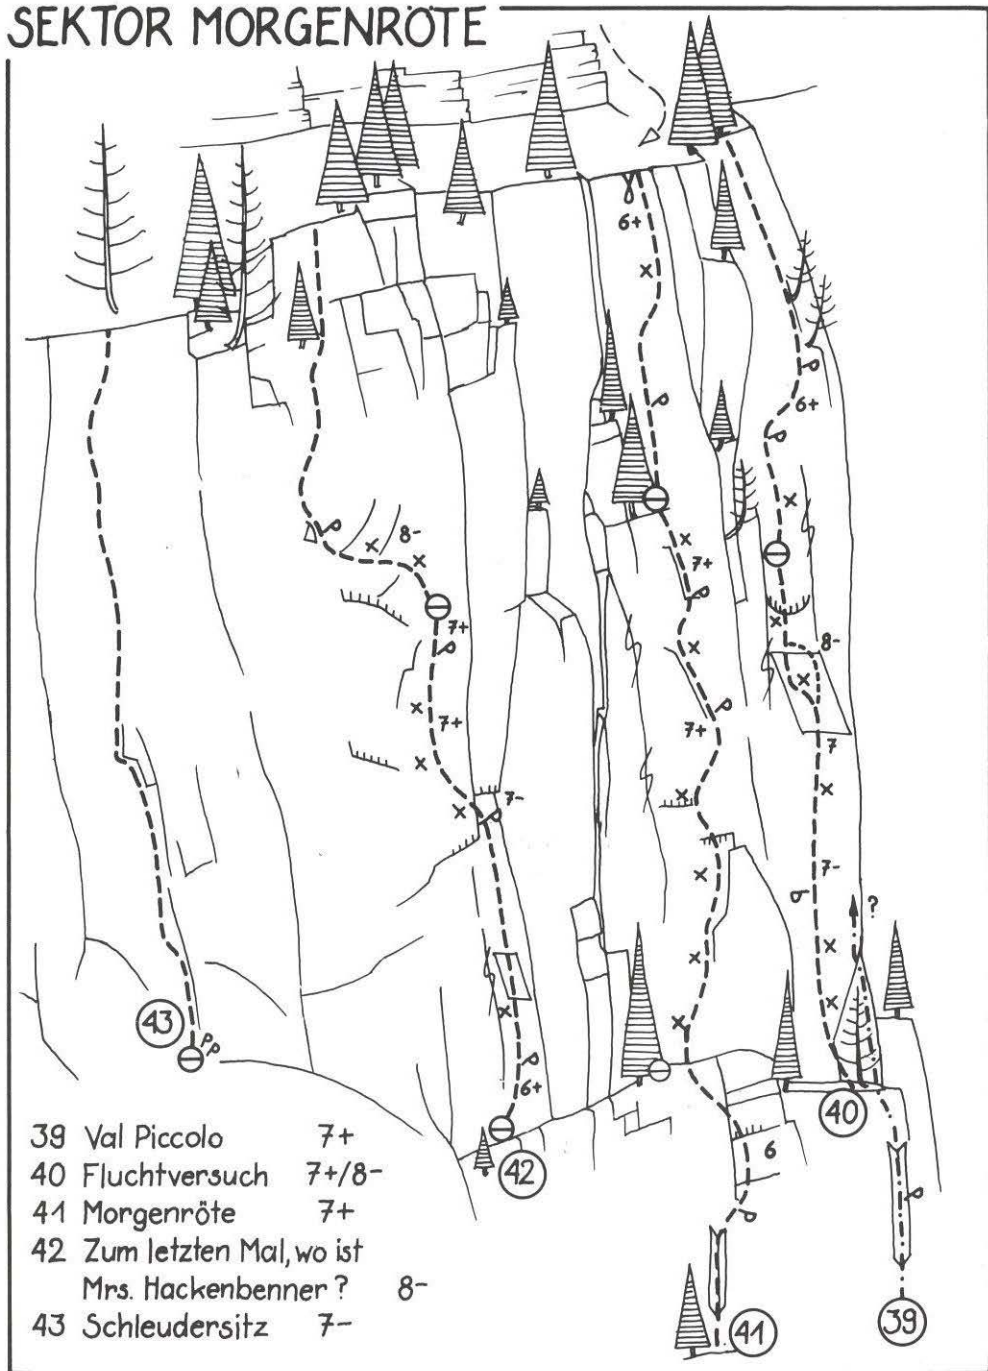 SEKTOR MORGENRÖTE
6+
6+
8-
7+
7+
8-
7+
7+
7
7-
7-
?
43
6+
40
42
6
39 Val Piccolo 7+
40 Fluchtversuch 7+/8-
41 Morgenröte 7+
42 Zum letzten Mal, wo ist
Mrs. Hackenbenner? 8-
43 Schleudersitz 7-
41
39